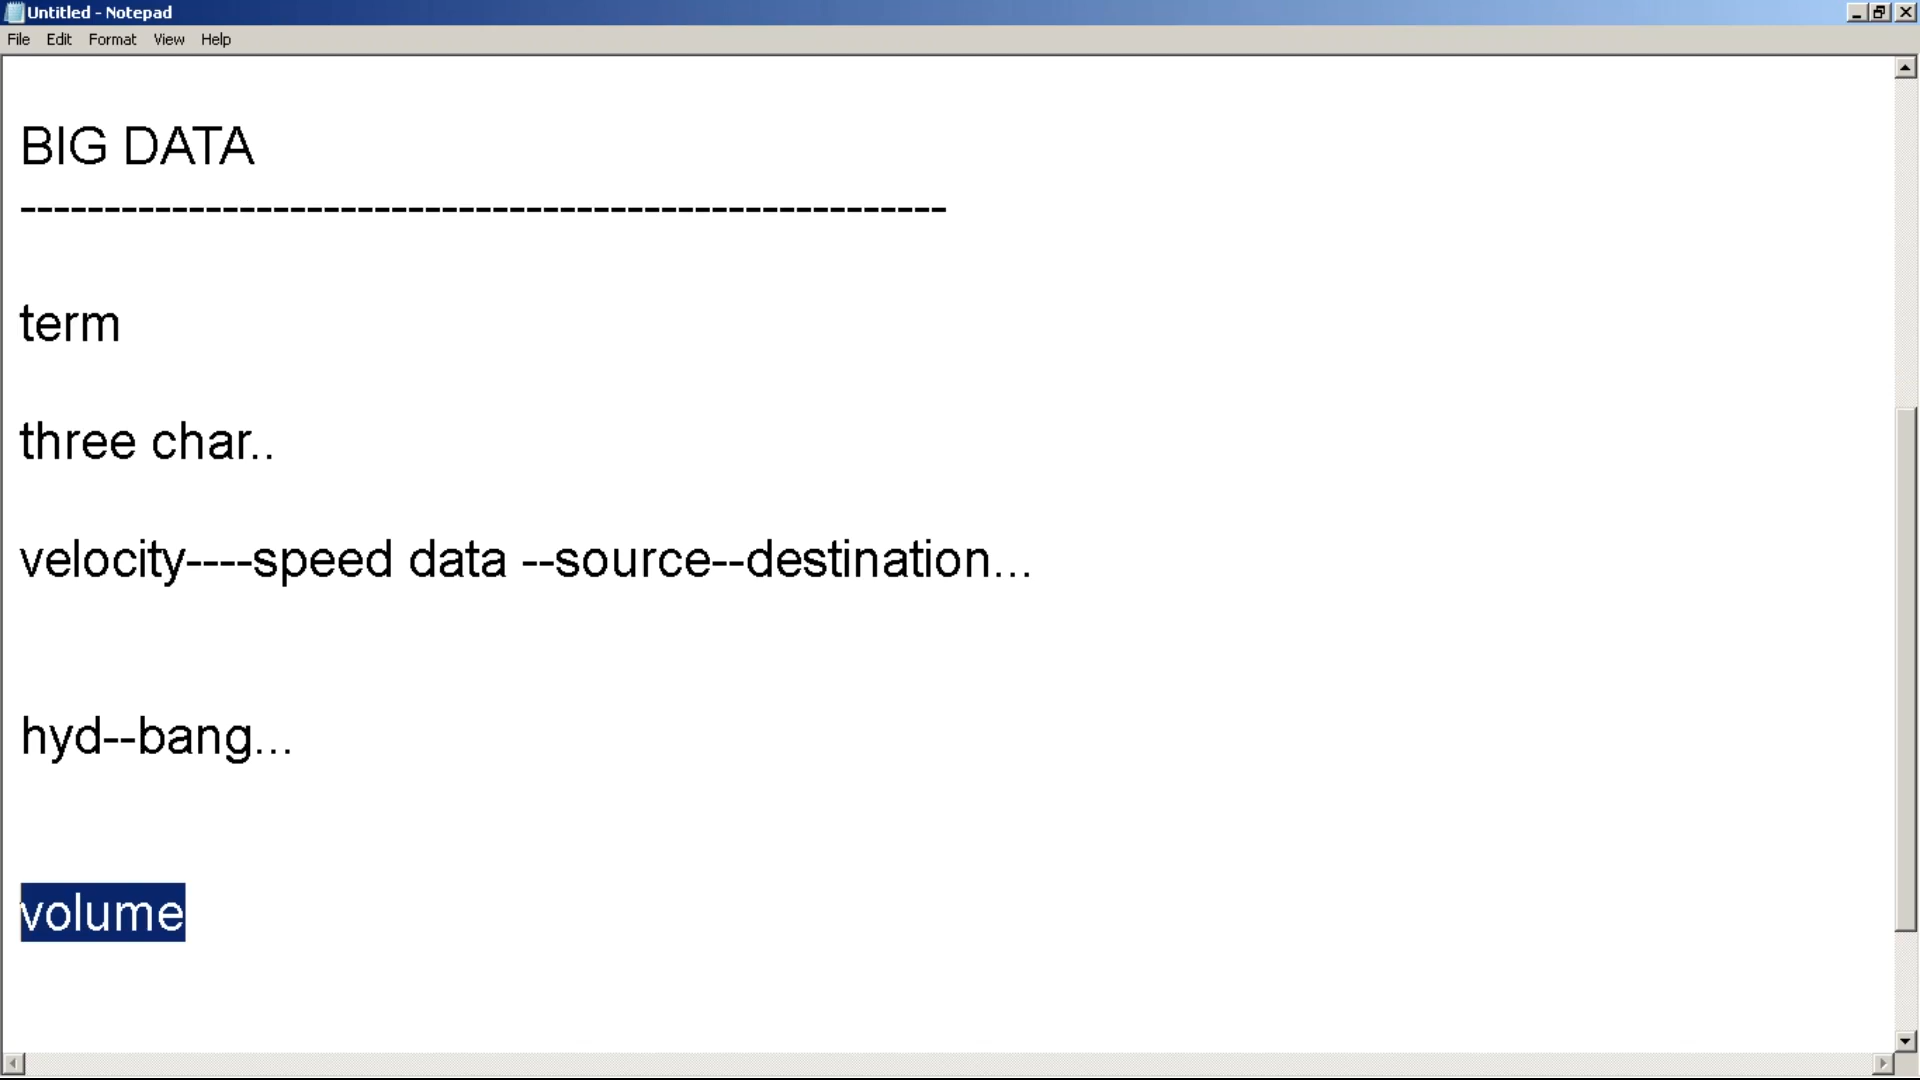 Untitled - Notepad
File Edit Format View Help
BIG DATA
--------------------------------------------------------
term
three char..
velocity----speed data --source--destination...
hyd--bang...
volume